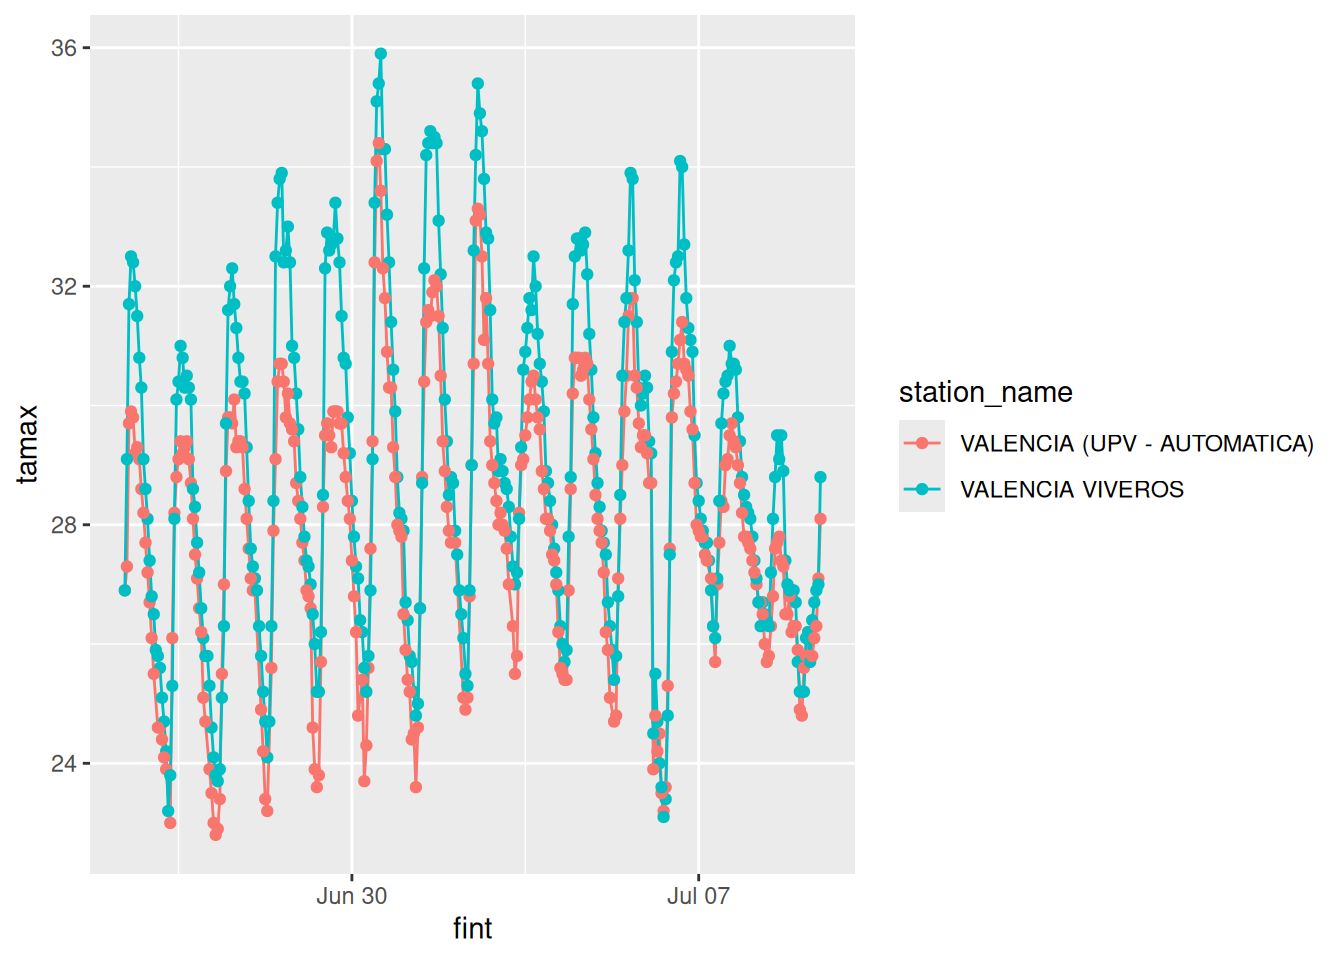 36
32
28
24
tamax
Jun 30
Jul 07
fint
station_name
VALENCIA (UPV - AUTOMATICA)
VALENCIA VIVEROS